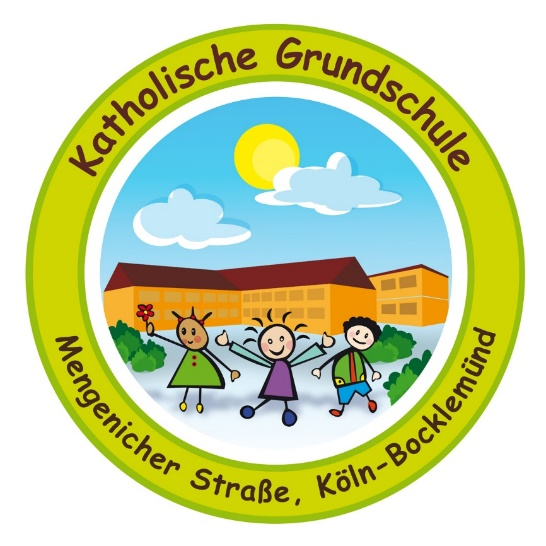 Katholische Grundschule
Mengenicher Straße, Köln-Bocklemünd